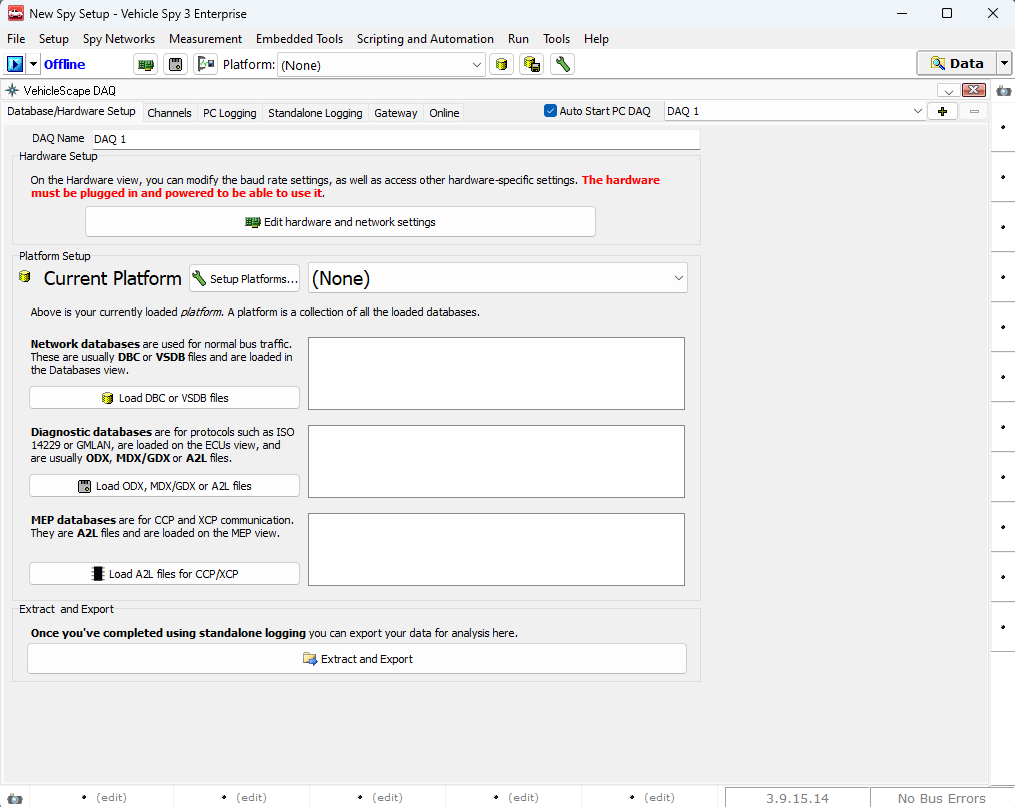 New Spy Setup - Vehicle Spy 3 Enterprise
File Setup Spy Networks Measurement Embedded Tools Scripting and Automation Run Tools Help
Offline Platform: (None) Data
VehicleScape DAQ
Database/Hardware Setup Channels PC Logging Standalone Logging Gateway Online Auto Start PC DAQ DAQ 1
DAQ Name DAQ 1
Hardware Setup
On the Hardware view, you can modify the baud rate settings, as well as access other hardware-specific settings. The hardware
must be plugged in and powered to be able to use it.
Edit hardware and network settings
Platform Setup
Current Platform Setup Platforms... (None)
Above is your currently loaded platform. A platform is a collection of all the loaded databases.
Network databases are used for normal bus traffic.
These are usually DBC or VSDB files and are loaded in
the Databases view.
Load DBC or VSDB files
Diagnostic databases are for protocols such as ISO
14229 or GMLAN, are loaded on the ECUs view, and
are usually ODX, MDX/GDX or A2L files.
Load ODX, MDX/GDX or A2L files
MEP databases are for CCP and XCP communication.
They are A2L files and are loaded on the MEP view.
Load A2L files for CCP/XCP
Extract and Export
Once you've completed using standalone logging you can export your data for analysis here.
Extract and Export
(edit) (edit) (edit) (edit) (edit) 3.9.15.14 No Bus Errors